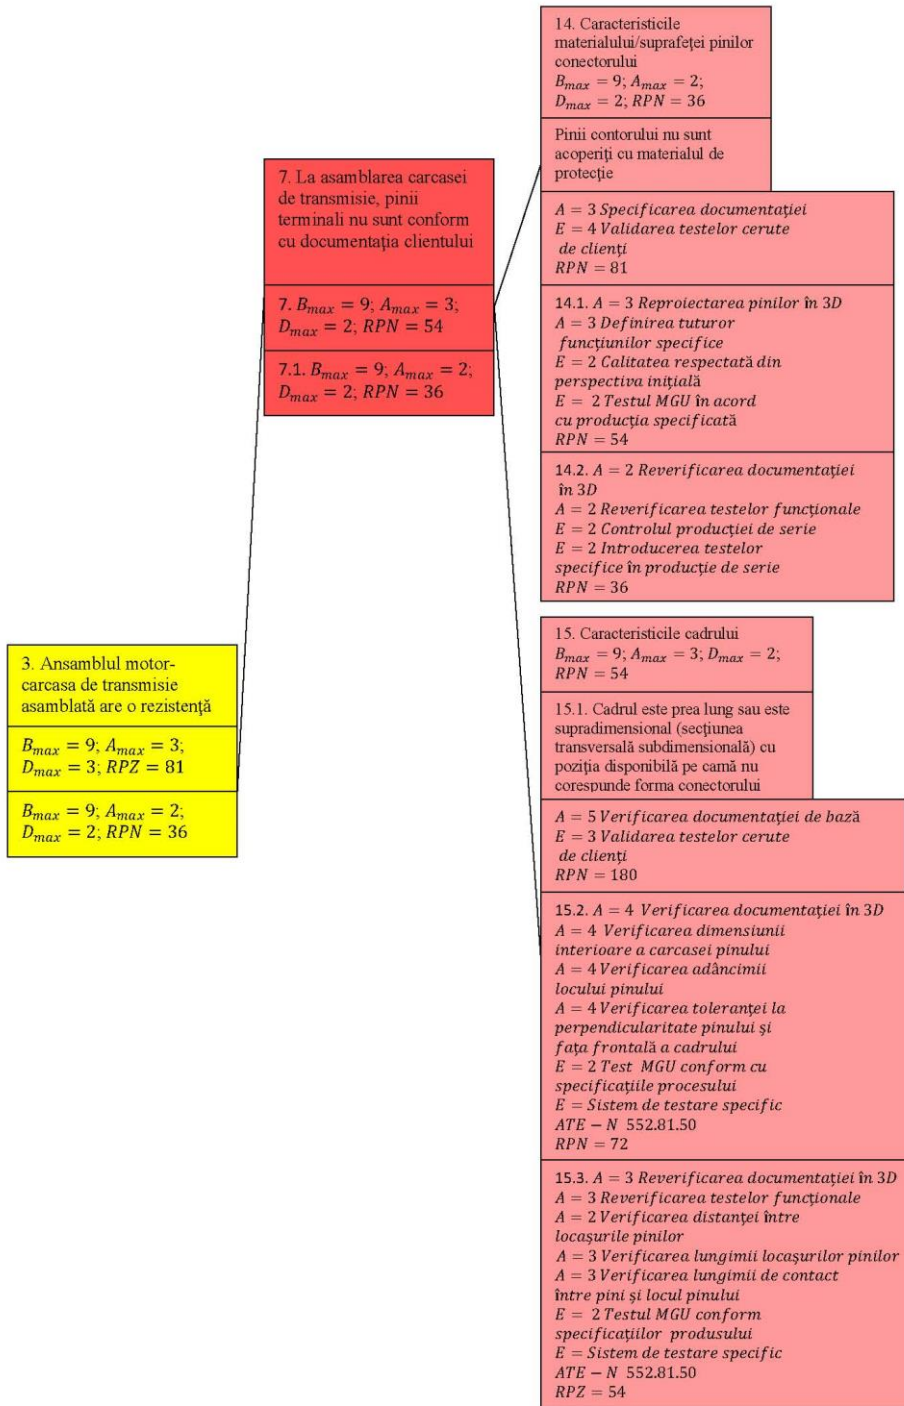 3. Ansamblul motor-
carcasa de transmisie
asamblată are o rezistență
B_max = 9; A_max = 3;
D_max = 3; RPZ = 81
B_max = 9; A_max = 2;
D_max = 2; RPN = 36
7. La asamblarea carcasei
de transmisie, pinii
terminali nu sunt conform
cu documentația clientului
7. B_max = 9; A_max = 3;
D_max = 2; RPN = 54
7.1. B_max = 9; A_max = 2;
D_max = 2; RPN = 36
14. Caracteristicile
materialului/suprafeței pinilor
conectorului
B_max = 9; A_max = 2;
D_max = 2; RPN = 36
Pinii contorului nu sunt
acoperiți cu materialul de
protecție
A = 3 Specificarea documentației
E = 4 Validarea testelor cerute
de clienți
RPN = 81
14.1. A = 3 Reproiectarea pinilor în 3D
A = 3 Definirea tuturor
funcțiunilor specifice
E = 2 Calitatea respectată din
perspectiva inițială
E = 2 Testul MGU în acord
cu producția specificată
RPN = 54
14.2. A = 2 Reverificarea documentației
în 3D
A = 2 Reverificarea testelor funcționale
E = 2 Controlul producției de serie
E = 2 Introducerea testelor
specifice în producție de serie
RPN = 36
15. Caracteristicile cadrului
B_max = 9; A_max = 3; D_max = 2;
RPN = 54
15.1. Cadrul este prea lung sau este
supradimensional (secțiunea
transversală subdimensională) cu
poziția disponibilă pe camă nu
corespunde forma conectorului
A = 5 Verificarea documentației de bază
E = 3 Validarea testelor cerute
de clienți
RPN = 180
15.2. A = 4 Verificarea documentației în 3D
A = 4 Verificarea dimensiunii
interioare a carcasei pinului
A = 4 Verificarea adâncimii
locului pinului
A = 4 Verificarea toleranței la
perpendicularitate pinului și
fața frontală a cadrului
E = 2 Test MGU conform cu
specificațiile procesului
E = Sistem de testare specific
ATE − N 552.81.50
RPN = 72
15.3. A = 3 Reverificarea documentației în 3D
A = 3 Reverificarea testelor funcționale
A = 2 Verificarea distanței între
locașurile pinilor
A = 3 Verificarea lungimii locașurilor pinilor
A = 3 Verificarea lungimii de contact
între pini și locul pinului
E = 2 Testul MGU conform
specificațiilor produsului
E = Sistem de testare specific
ATE − N 552.81.50
RPZ = 54